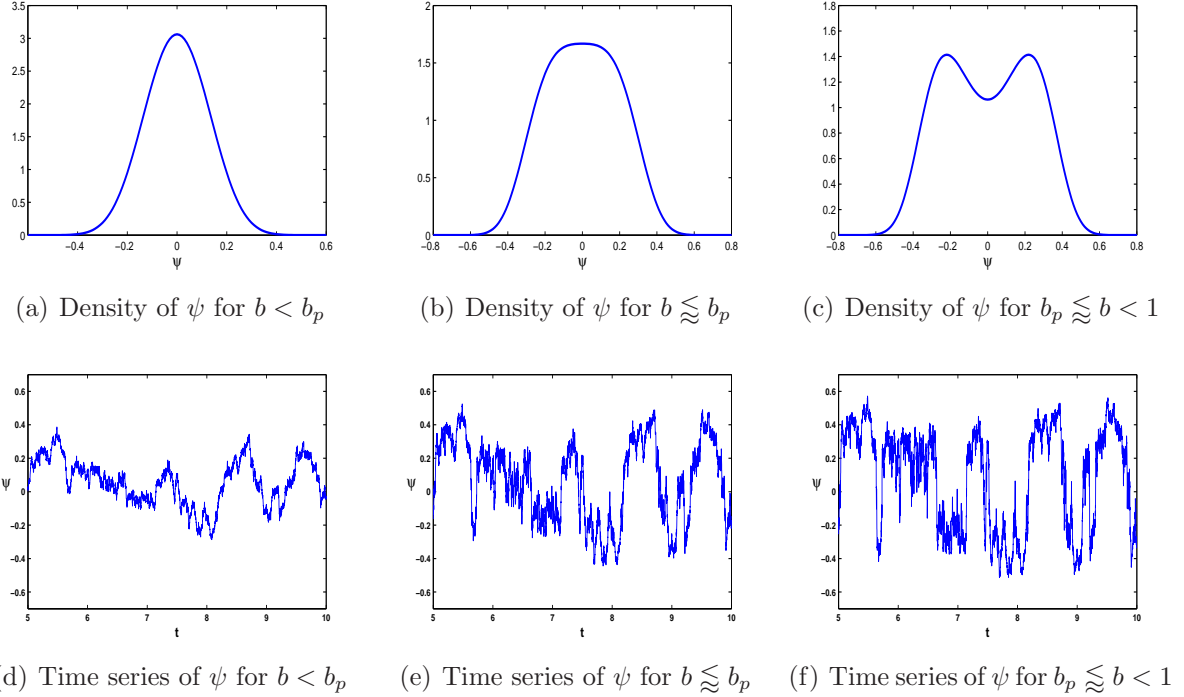 3.5
3
2.5
2
1.5
1
0.5
0
−0.4 −0.2 0 0.2 0.4 0.6
ψ
(a) Density of ψ for b < b_p
2
1.5
1
0.5
0
−0.8 −0.6 −0.4 −0.2 0 0.2 0.4 0.6 0.8
ψ
(b) Density of ψ for b ⪅ b_p
1.8
1.6
1.4
1.2
1
0.8
0.6
0.4
0.2
0
−0.8 −0.6 −0.4 −0.2 0 0.2 0.4 0.6 0.8
ψ
(c) Density of ψ for b_p ⪅ b < 1
0.6
0.4
0.2
ψ 0
−0.2
−0.4
−0.6
5 6 7 8 9 10
t
d) Time series of ψ for b < b_p
0.6
0.4
0.2
ψ 0
−0.2
−0.4
−0.6
5 6 7 8 9 10
t
(e) Time series of ψ for b ⪅ b_p
0.6
0.4
0.2
ψ 0
−0.2
−0.4
−0.6
5 6 7 8 9 10
t
(f) Time series of ψ for b_p ⪅ b < 1